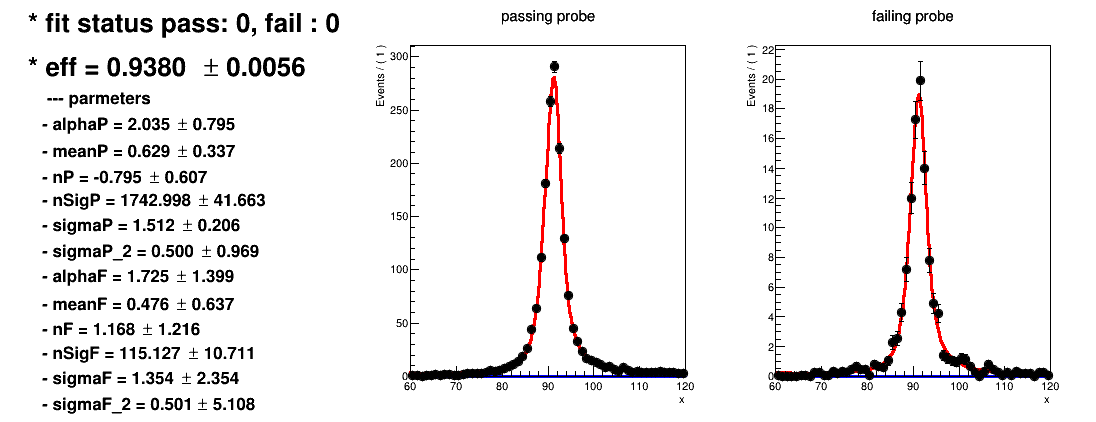 * fit status pass: 0, fail : 0
* eff = 0.9380 ± 0.0056
--- parmeters
- alphaP = 2.035 ± 0.795
- meanP = 0.629 ± 0.337
- nP = -0.795 ± 0.607
- nSigP = 1742.998 ± 41.663
- sigmaP = 1.512 ± 0.206
- sigmaP_2 = 0.500 ± 0.969
- alphaF = 1.725 ± 1.399
- meanF = 0.476 ± 0.637
- nF = 1.168 ± 1.216
- nSigF = 115.127 ± 10.711
- sigmaF = 1.354 ± 2.354
- sigmaF_2 = 0.501 ± 5.108
passing probe
Events / ( 1 )
300
250
200
150
100
50
0
60 70 80 90 100 110 120
x
failing probe
Events / ( 1 )
22
20
18
16
14
12
10
8
6
4
2
0
60 70 80 90 100 110 120
x